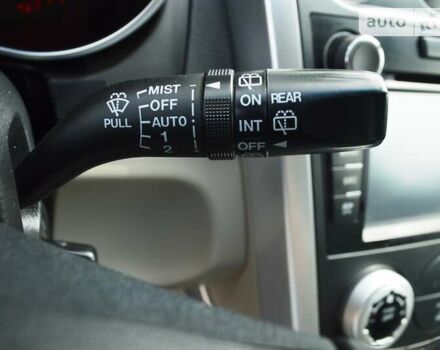 auto
MIST
OFF
AUTO
PULL
1
2
ON REAR
INT
OFF